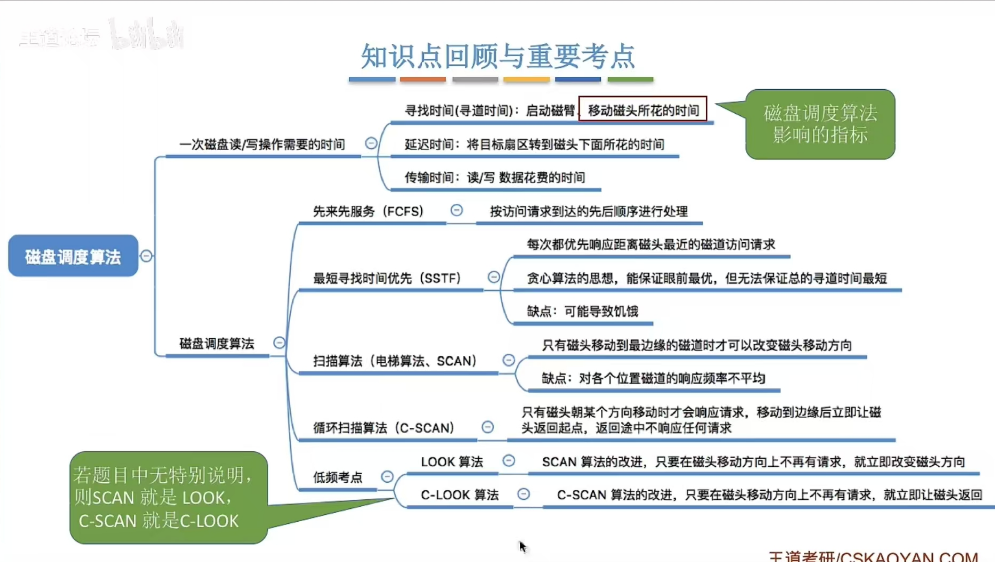 bilibili
知识点回顾与重要考点
寻找时间(寻道时间)：启动磁臂、移动磁头所花的时间
磁盘调度算法
影响的指标
一次磁盘读/写操作需要的时间
延迟时间：将目标扇区转到磁头下面所花的时间
传输时间：读/写 数据花费的时间
先来先服务（FCFS)
按访问请求到达的先后顺序进行处理
每次都优先响应距离磁头最近的磁道访问请求
磁盘调度算法
最短寻找时间优先（SSTF)
贪心算法的思想，能保证眼前最优，但无法保证总的寻道时间最短
缺点：可能导致饥饿
磁盘调度算法
扫描算法（电梯算法、SCAN）
只有磁头移动到最边缘的磁道时才可以改变磁头移动方向
缺点：对各个位置磁道的响应频率不平均
循环扫描算法（C-SCAN）
只有磁头朝某个方向移动时才会响应请求，移动到边缘后立即让磁
头返回起点，返回途中不响应任何请求
低频考点
LOOK 算法
SCAN 算法的改进，只要在磁头移动方向上不再有请求，就立即改变磁头方向
C-LOOK 算法
C-SCAN 算法的改进，只要在磁头移动方向上不再有请求，就立即让磁头返回
若题目中无特别说明，
则SCAN 就是 LOOK，
C-SCAN 就是C-LOOK
王道考研/CSKAOYAN.COM